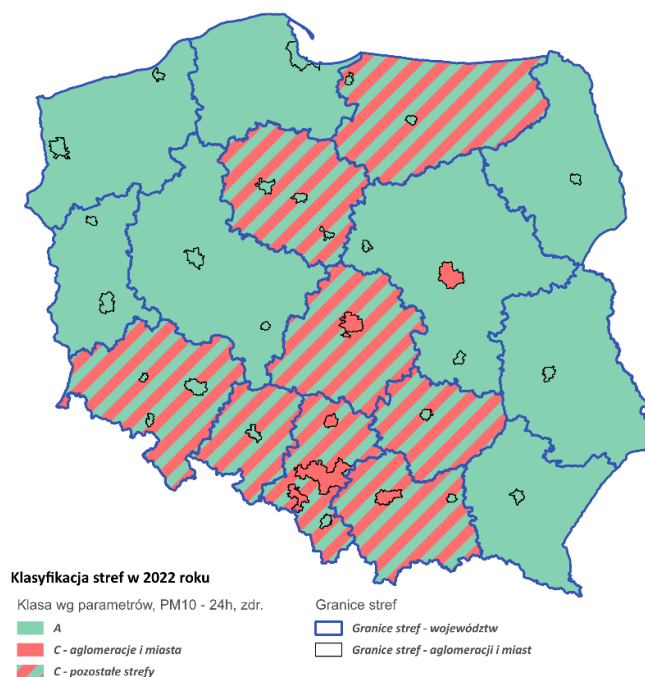 Klasyfikacja stref w 2022 roku
Klasa wg parametrów, PM10 - 24h, zdr.
A
C - aglomeracje i miasta
C - pozostałe strefy
Granice stref
Granice stref - województw
Granice stref - aglomeracji i miast